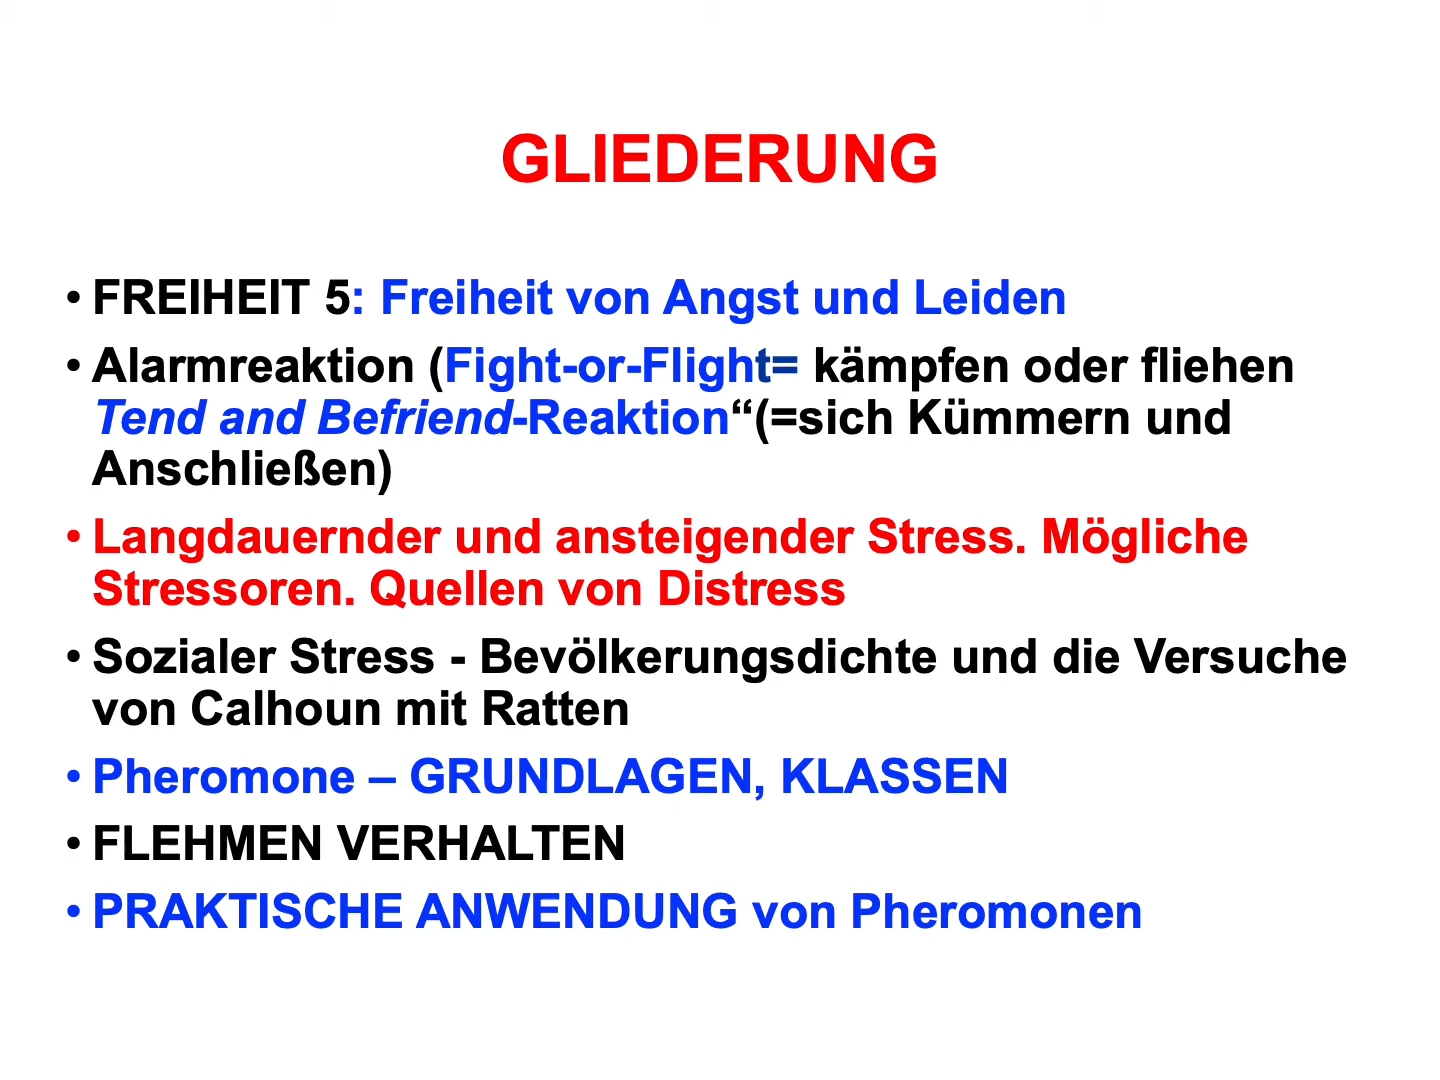 GLIEDERUNG
• FREIHEIT 5: Freiheit von Angst und Leiden
• Alarmreaktion (Fight-or-Flight= kämpfen oder fliehen
Tend and Befriend-Reaktion“(=sich Kümmern und
Anschließen)
• Langdauernder und ansteigender Stress. Mögliche
Stressoren. Quellen von Distress
• Sozialer Stress - Bevölkerungsdichte und die Versuche
von Calhoun mit Ratten
• Pheromone – GRUNDLAGEN, KLASSEN
• FLEHMEN VERHALTEN
• PRAKTISCHE ANWENDUNG von Pheromonen